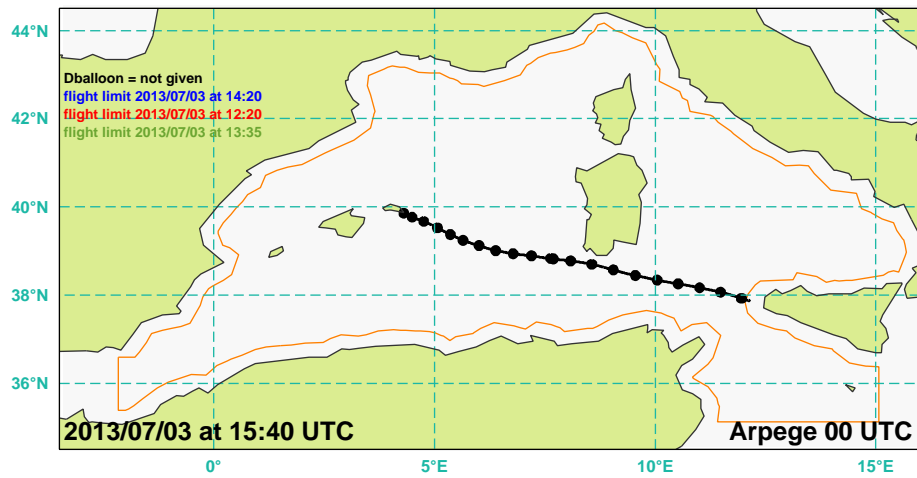 44°N
Dballoon = not given
flight limit 2013/07/03 at 14:20
flight limit 2013/07/03 at 12:20
flight limit 2013/07/03 at 13:35
42°N
40°N
38°N
36°N
2013/07/03 at 15:40 UTC
Arpege 00 UTC
0°
5°E
10°E
15°E